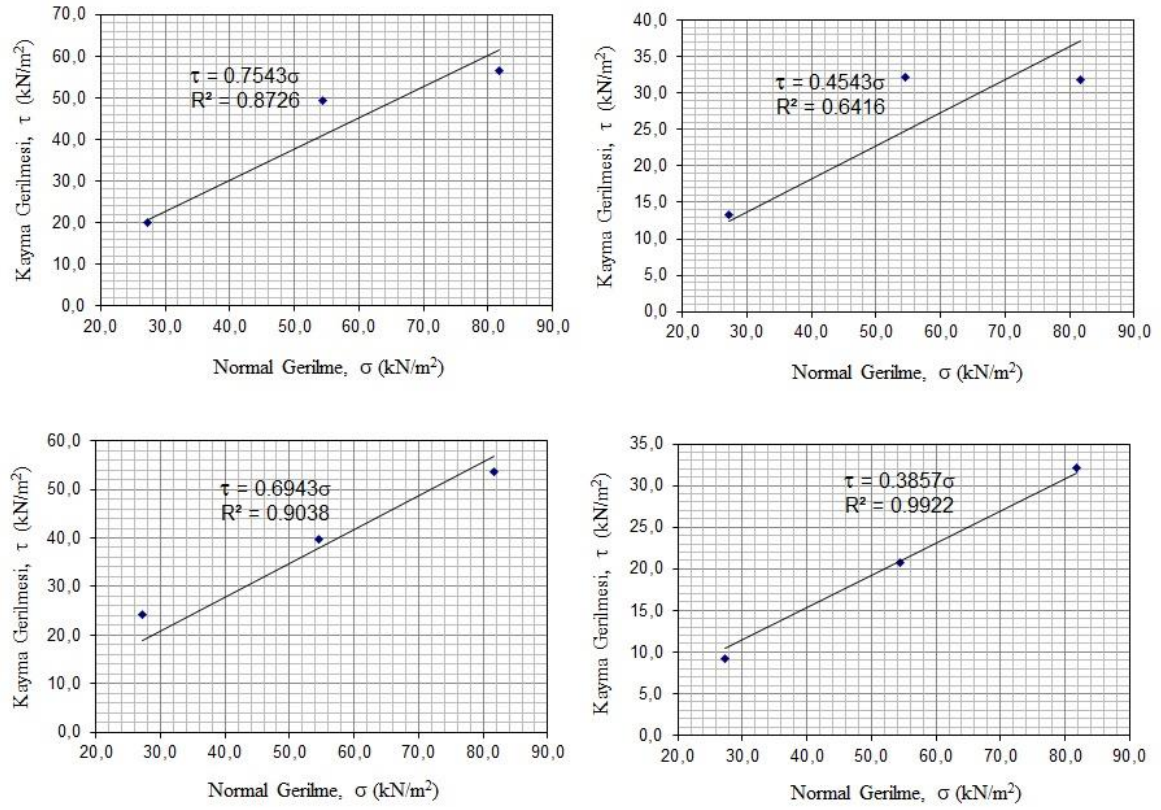 70,0
60,0
50,0
40,0
30,0
20,0
10,0
0,0
Kayma Gerilmesi, τ (kN/m²)
τ = 0.7543σ
R² = 0.8726
20,0 30,0 40,0 50,0 60,0 70,0 80,0 90,0
Normal Gerilme, σ (kN/m²)
40,0
35,0
30,0
25,0
20,0
15,0
10,0
5,0
0,0
Kayma Gerilmesi, τ (kN/m²)
τ = 0.4543σ
R² = 0.6416
20,0 30,0 40,0 50,0 60,0 70,0 80,0 90,0
Normal Gerilme, σ (kN/m²)
60,0
50,0
40,0
30,0
20,0
10,0
0,0
Kayma Gerilmesi, τ (kN/m²)
τ = 0.6943σ
R² = 0.9038
20,0 30,0 40,0 50,0 60,0 70,0 80,0 90,0
Normal Gerilme, σ (kN/m²)
35,0
30,0
25,0
20,0
15,0
10,0
5,0
0,0
Kayma Gerilmesi, τ (kN/m²)
τ = 0.3857σ
R² = 0.9922
20,0 30,0 40,0 50,0 60,0 70,0 80,0 90,0
Normal Gerilme, σ (kN/m²)